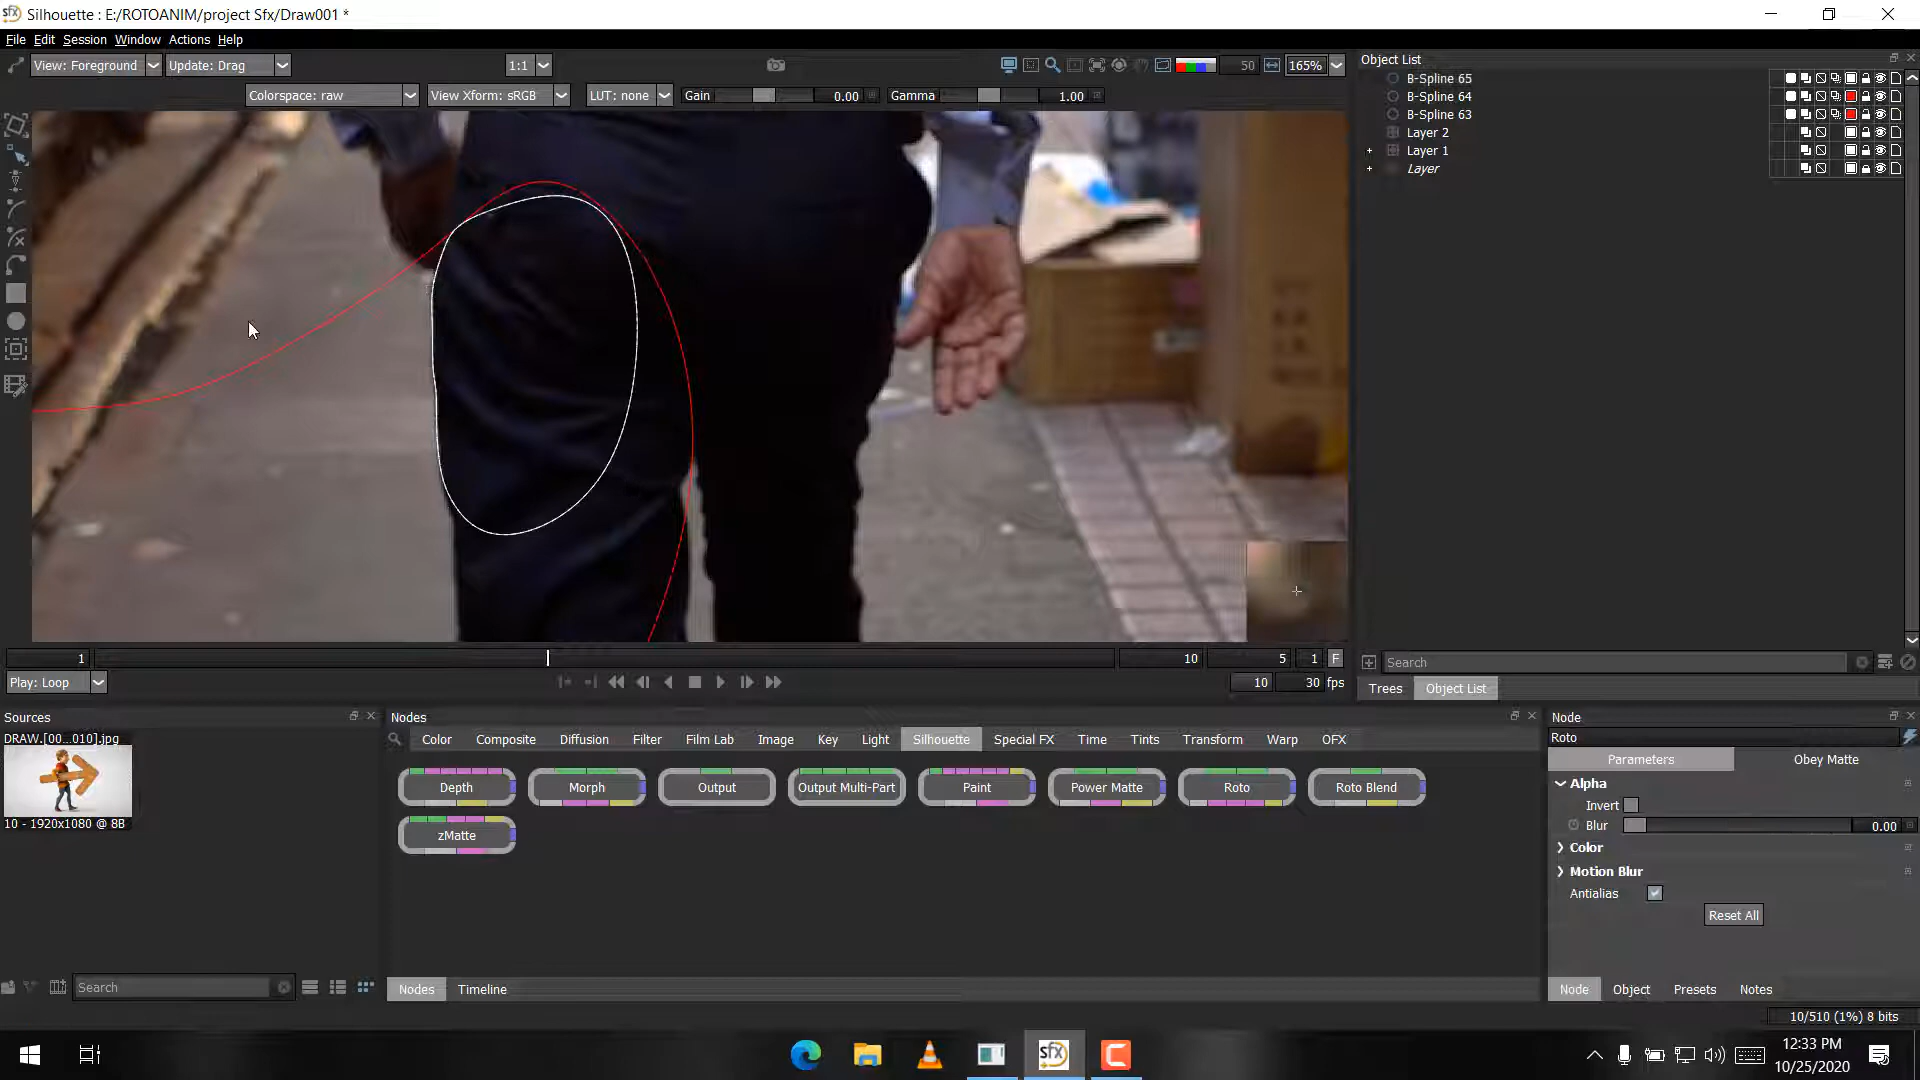 Silhouette : E:/ROTOANIM/project Sfx/Draw001 *
File Edit Session Window Actions Help
View: Foreground Update: Drag 1:1 50 165%
Colorspace: raw View Xform: sRGB LUT: none Gain 0.00 Gamma 1.00
Object List
B-Spline 65
B-Spline 64
B-Spline 63
Layer 2
+ Layer 1
+ Layer
1 10 5 1 F
Play: Loop 10 30 fps
Search
Trees Object List
Sources
DRAW.[00...010].jpg
10 - 1920x1080 @ 8B
Search
Nodes
Color Composite Diffusion Filter Film Lab Image Key Light Silhouette Special FX Time Tints Transform Warp OFX
Depth Morph Output Output Multi-Part Paint Power Matte Roto Roto Blend
zMatte
Nodes Timeline
Node
Roto
Parameters Obey Matte
Alpha
Invert
Blur 0.00
Color
Motion Blur
Antialias
Reset All
Node Object Presets Notes
10/510 (1%) 8 bits
sfx
12:33 PM
10/25/2020